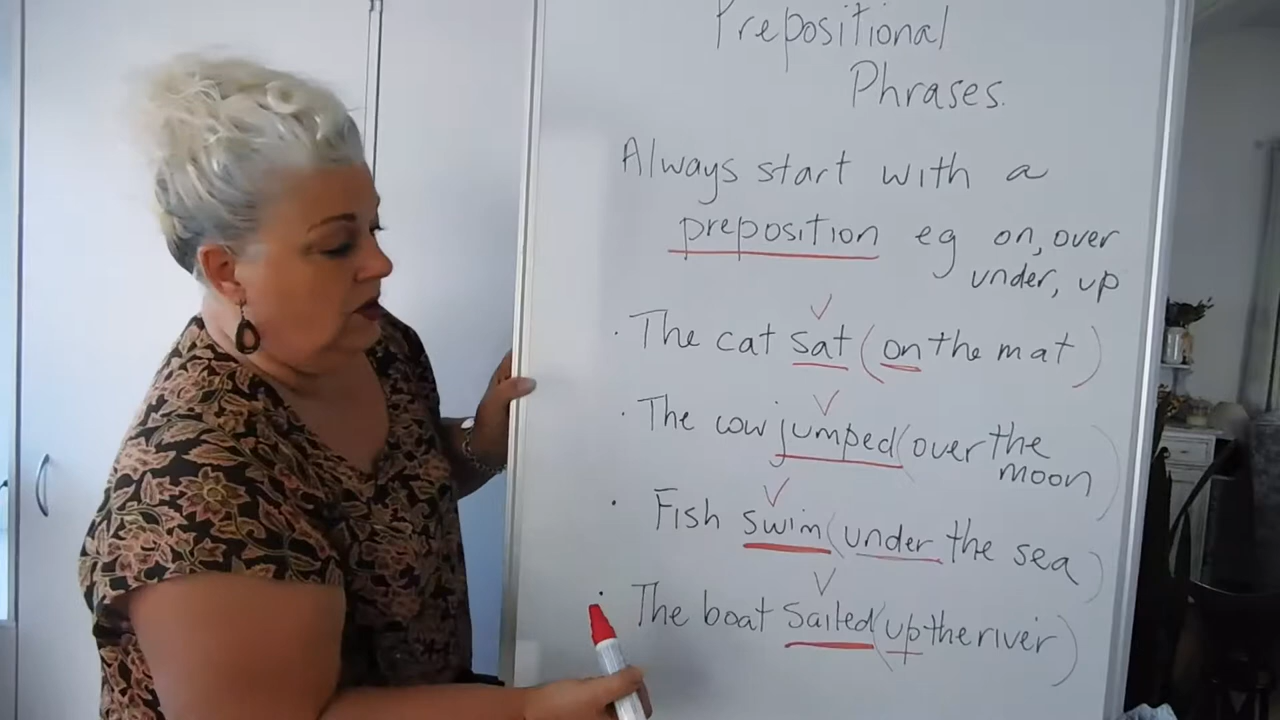 Prepositional
Phrases.
Always start with a
preposition eg on, over
under, up
· The cat sat (on the mat)
· The cow jumped (over the
moon)
· Fish swim (under the sea)
· The boat sailed (up the river)